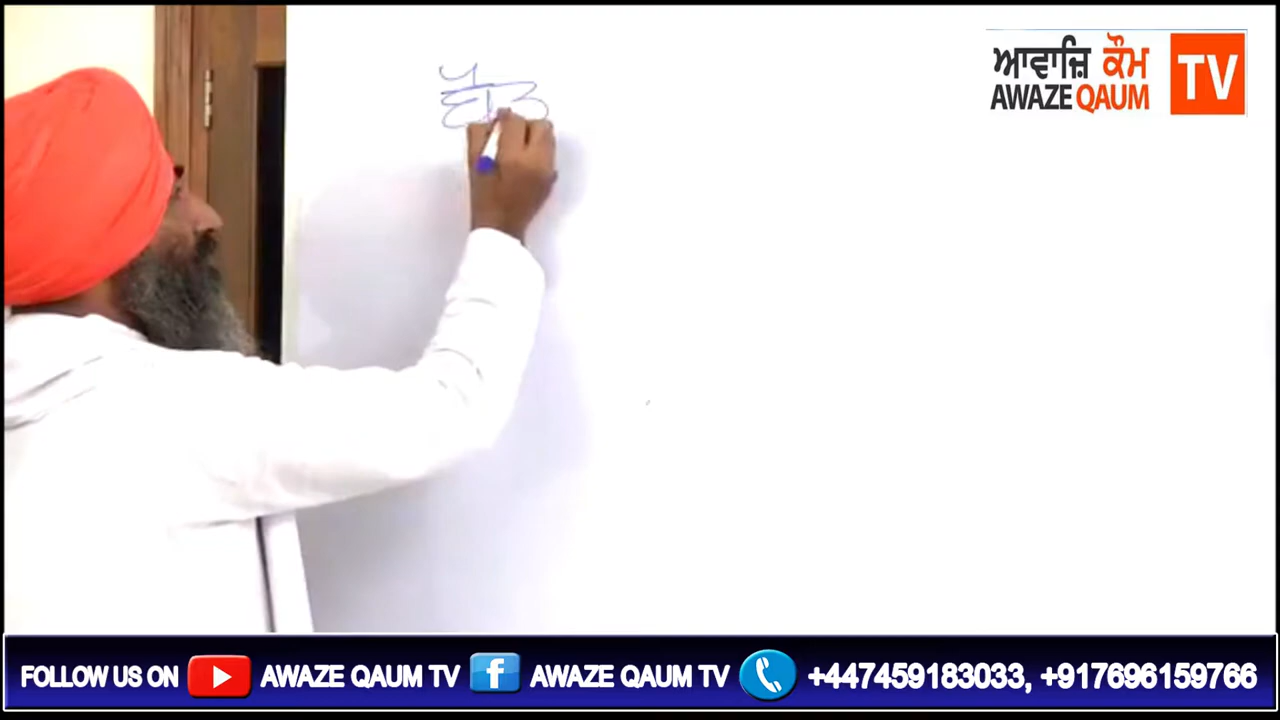 ਆਵਾਜ਼ਿ ਕੌਮ
AWAZE QAUM
TV
FOLLOW US ON AWAZE QAUM TV AWAZE QAUM TV +447459183033, +917696159766